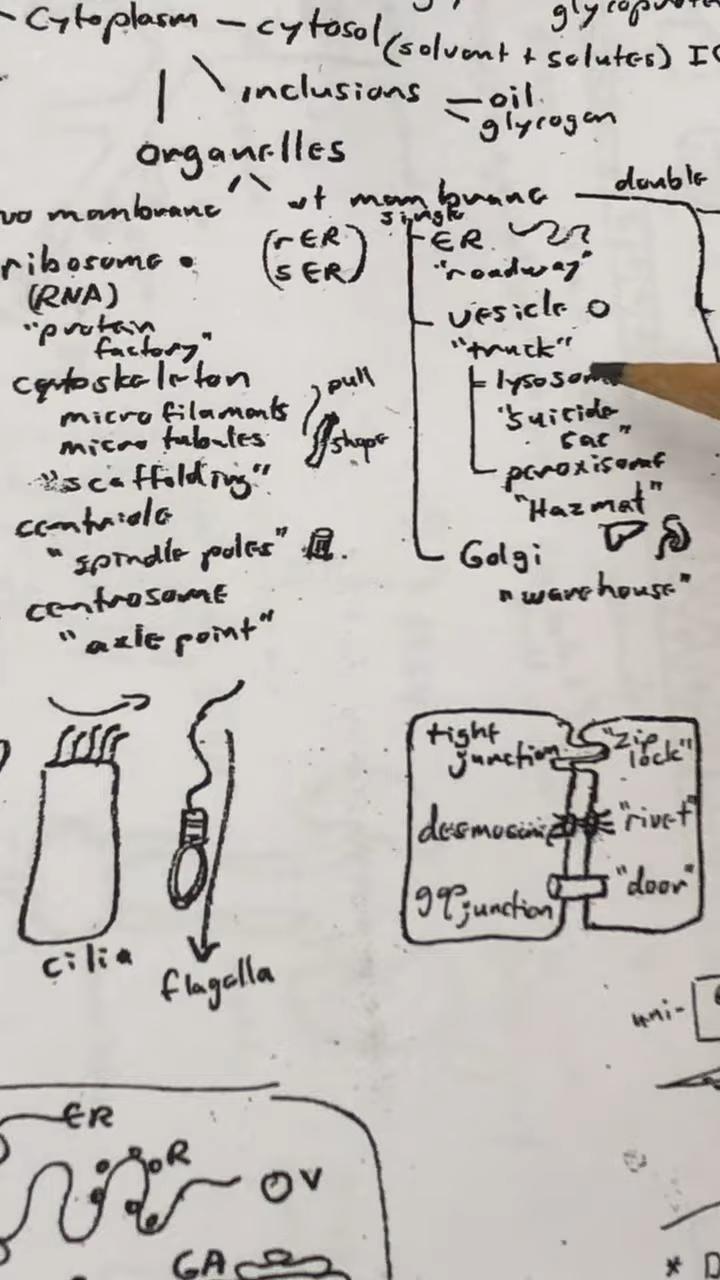 Cytoplasm - cytosol
(solvent + solutes)
inclusions - oil
glycogen
organelles
membrane
wt membrane double
single
ribosome
(RNA)
"protein
factory"
(rER
sER)
ER
"roadway"
vesicle
"truck"
cytoskeleton
microfilaments
microtubules
"scaffolding"
pull
shape
"suicide
sac"
peroxisome
"Hazmat"
centriole
"spindle poles"
centrosome
"axle point"
Golgi
"warehouse"
tight
junction
"zip
lock"
desmosome
"rivet"
gap junction
"door"
cilia
flagella
uni-
ER
R
V
GA